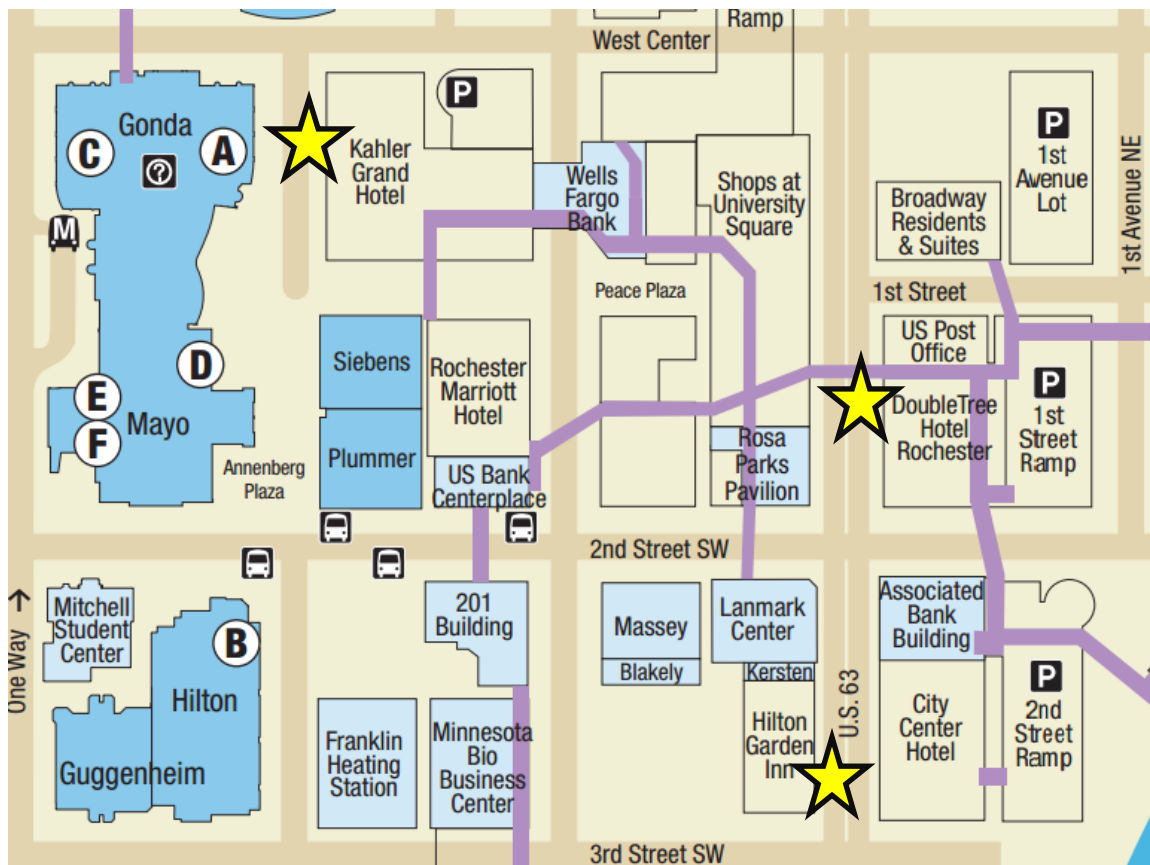 Ramp
West Center
Gonda
C
A
?
P
Kahler
Grand
Hotel
Wells
Fargo
Bank
Shops at
University
Square
P
1st
Avenue
Lot
Broadway
Residents
& Suites
1st Avenue NE
M
Peace Plaza
1st Street
Siebens
Rochester
Marriott
Hotel
US Post
Office
D
E
F
Mayo
P
1st
Street
Ramp
DoubleTree
Hotel
Rochester
Annenberg
Plaza
Plummer
US Bank
Centerplace
Rosa
Parks
Pavilion
2nd Street SW
One Way →
Mitchell
Student
Center
B
Hilton
Guggenheim
201
Building
Massey
Blakely
Lanmark
Center
Kersten
Associated
Bank
Building
U.S. 63
Franklin
Heating
Station
Minnesota
Bio
Business
Center
Hilton
Garden
Inn
City
Center
Hotel
P
2nd
Street
Ramp
3rd Street SW